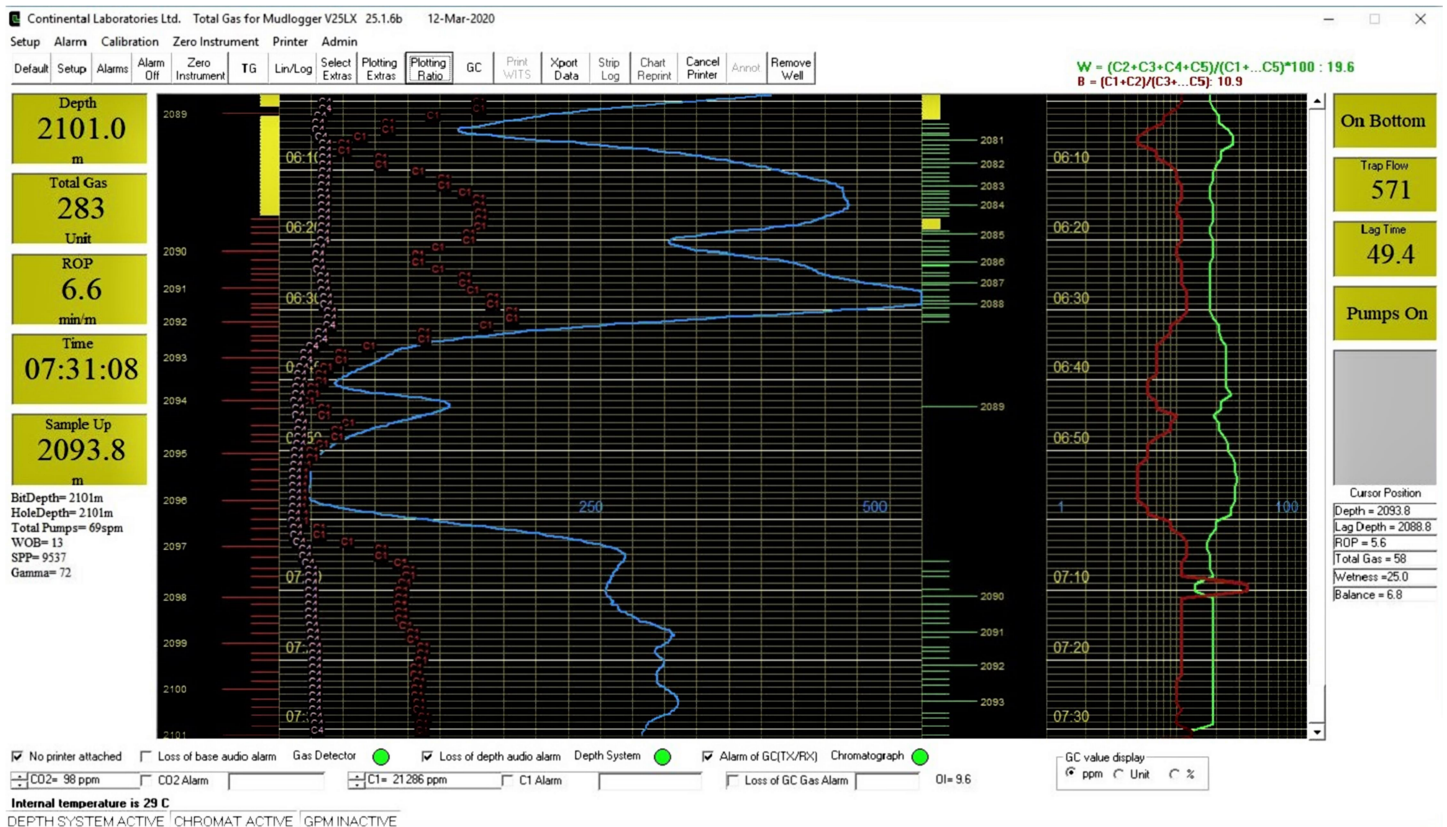 Continental Laboratories Ltd. Total Gas for Mudlogger V25LX 25.1.6b 12-Mar-2020
Setup Alarm Calibration Zero Instrument Printer Admin
Default Setup Alarms Alarm Off Zero Instrument TG Lin/Log Select Extras Plotting Extras Plotting Ratio GC Print WITS Xport Data Strip Log Chart Reprint Cancel Printer Annot Remove Well
W = (C2+C3+C4+C5)/(C1+...C5)*100 : 19.6
B = (C1+C2)/(C3+...C5): 10.9
Depth
2101.0
m
Total Gas
283
Unit
ROP
6.6
min/m
Time
07:31:08
Sample Up
2093.8
m
BitDepth= 2101m
HoleDepth= 2101m
Total Pumps= 69spm
WOB= 13
SPP= 9537
Gamma= 72
2089
2090
2091
2092
2093
2094
2095
2096
2097
2098
2099
2100
2101
06:10
06:20
06:30
06:50
07:10
250
500
2081
2082
2083
2084
2085
2086
2087
2088
2089
2090
2091
2092
2093
06:10
06:20
06:30
06:40
06:50
1
100
07:10
07:20
07:30
On Bottom
Trap Flow
571
Lag Time
49.4
Pumps On
Cursor Position
Depth = 2093.8
Lag Depth = 2088.8
ROP = 5.6
Total Gas = 58
Wetness =25.0
Balance = 6.8
No printer attached Loss of base audio alarm Gas Detector Loss of depth audio alarm Depth System Alarm of GC(TX/RX) Chromatograph
CO2= 98 ppm CO2 Alarm C1= 21286 ppm C1 Alarm Loss of GC Gas Alarm OI= 9.6
GC value display
ppm Unit %
Internal temperature is 29 C
DEPTH SYSTEM ACTIVE CHROMAT ACTIVE GPM INACTIVE